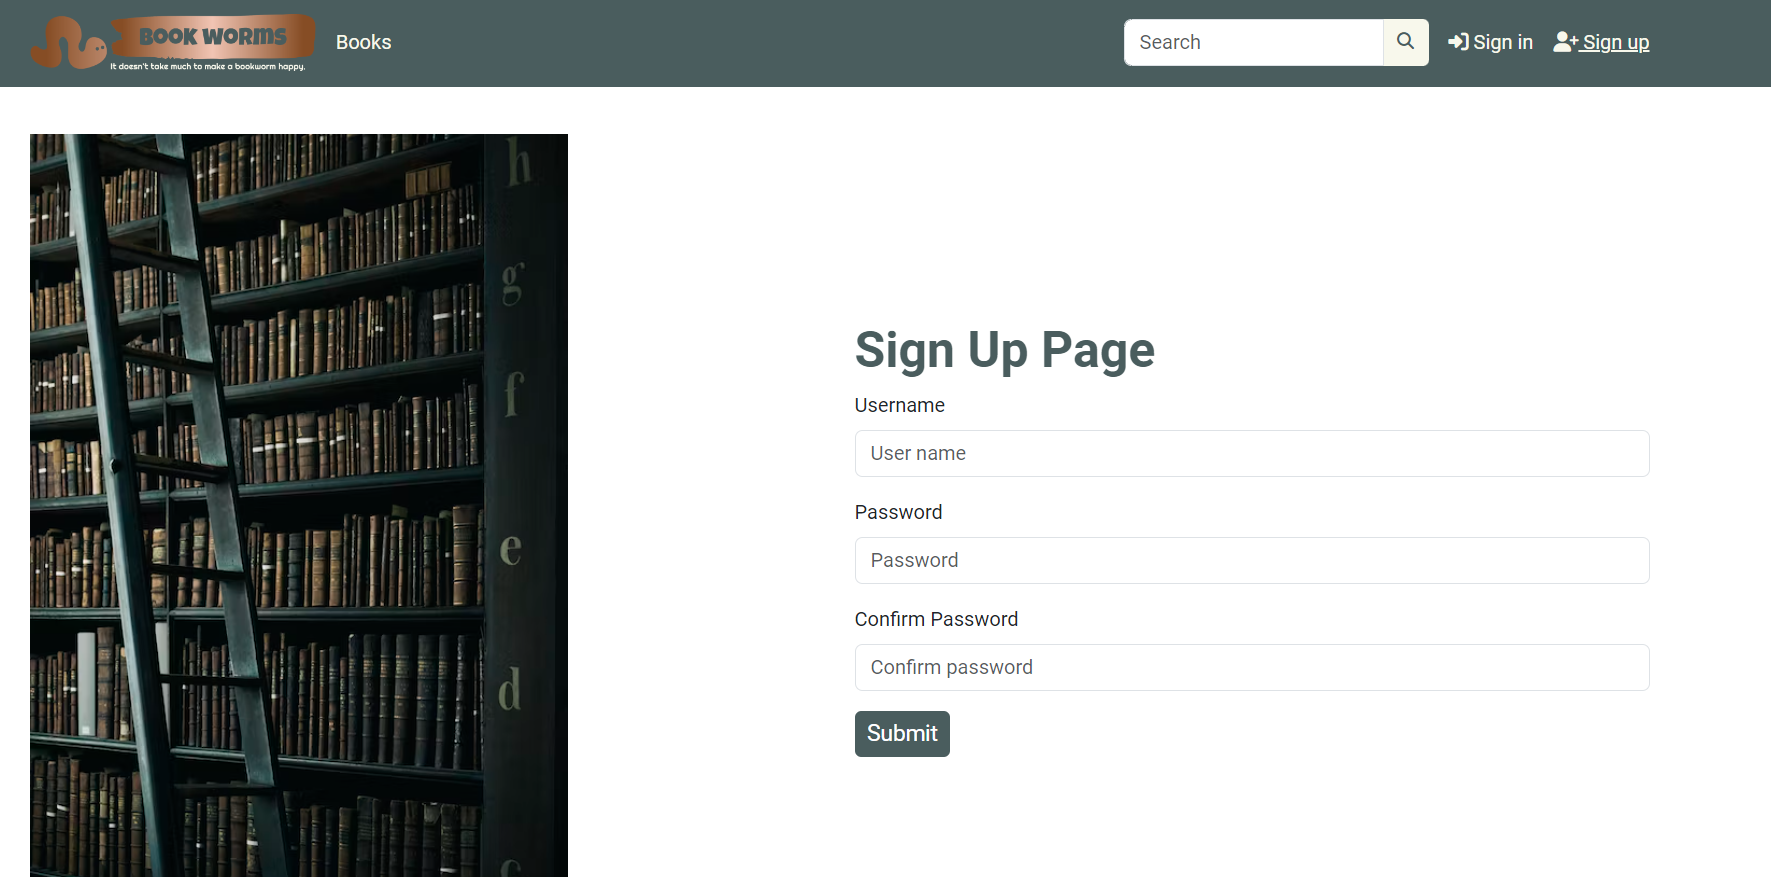 BOOK WORMS
It doesn't take much to make a bookworm happy.
Books
Search
Sign in
Sign up
h
g
f
e
d
Sign Up Page
Username
User name
Password
Password
Confirm Password
Confirm password
Submit